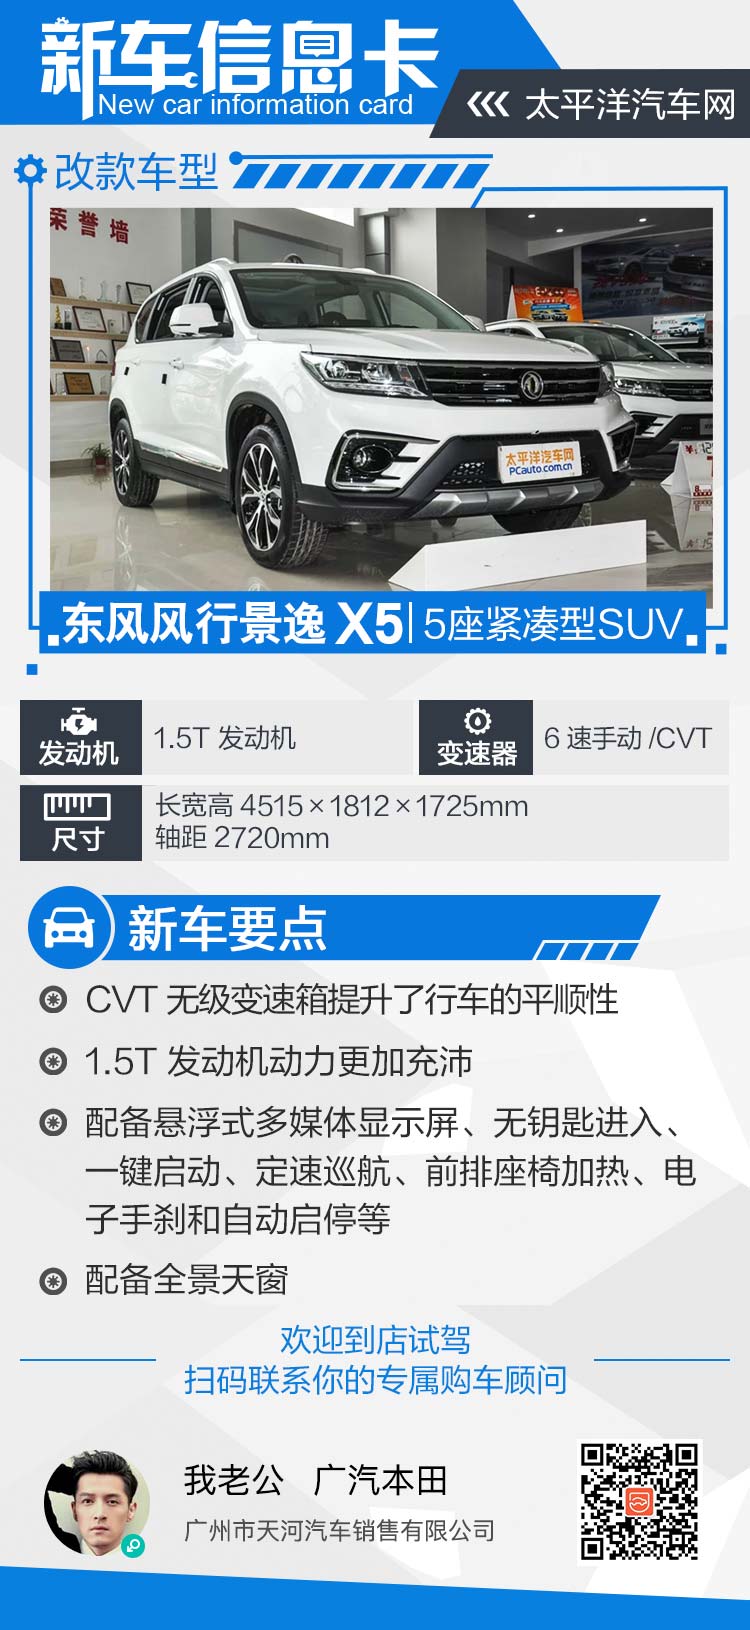 新车信息卡
New car information card
太平洋汽车网
改款车型
荣誉墙
太平洋汽车网
PCauto.com.cn
东风风行景逸 X5|5座紧凑型SUV
发动机
1.5T 发动机
变速器
6 速手动 /CVT
尺寸
长宽高 4515×1812×1725mm
轴距 2720mm
新车要点
CVT 无级变速箱提升了行车的平顺性
1.5T 发动机动力更加充沛
配备悬浮式多媒体显示屏、无钥匙进入、
一键启动、定速巡航、前排座椅加热、电
子手刹和自动启停等
配备全景天窗
欢迎到店试驾
扫码联系你的专属购车顾问
我老公 广汽本田
广州市天河汽车销售有限公司